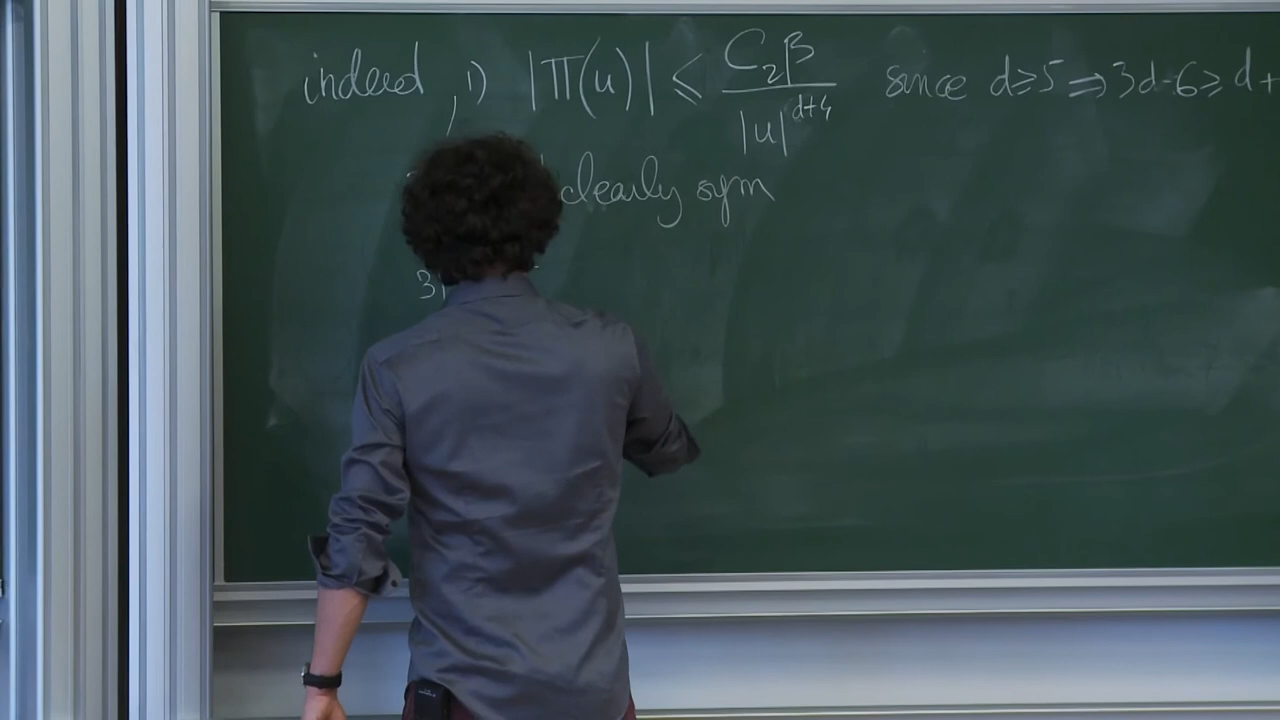 indeed, 1) |Π(u)| ≤ C₂β / |u|^{d+4} since d≥5 ⇒ 3d-6 ≥ d+
clearly sym
3)